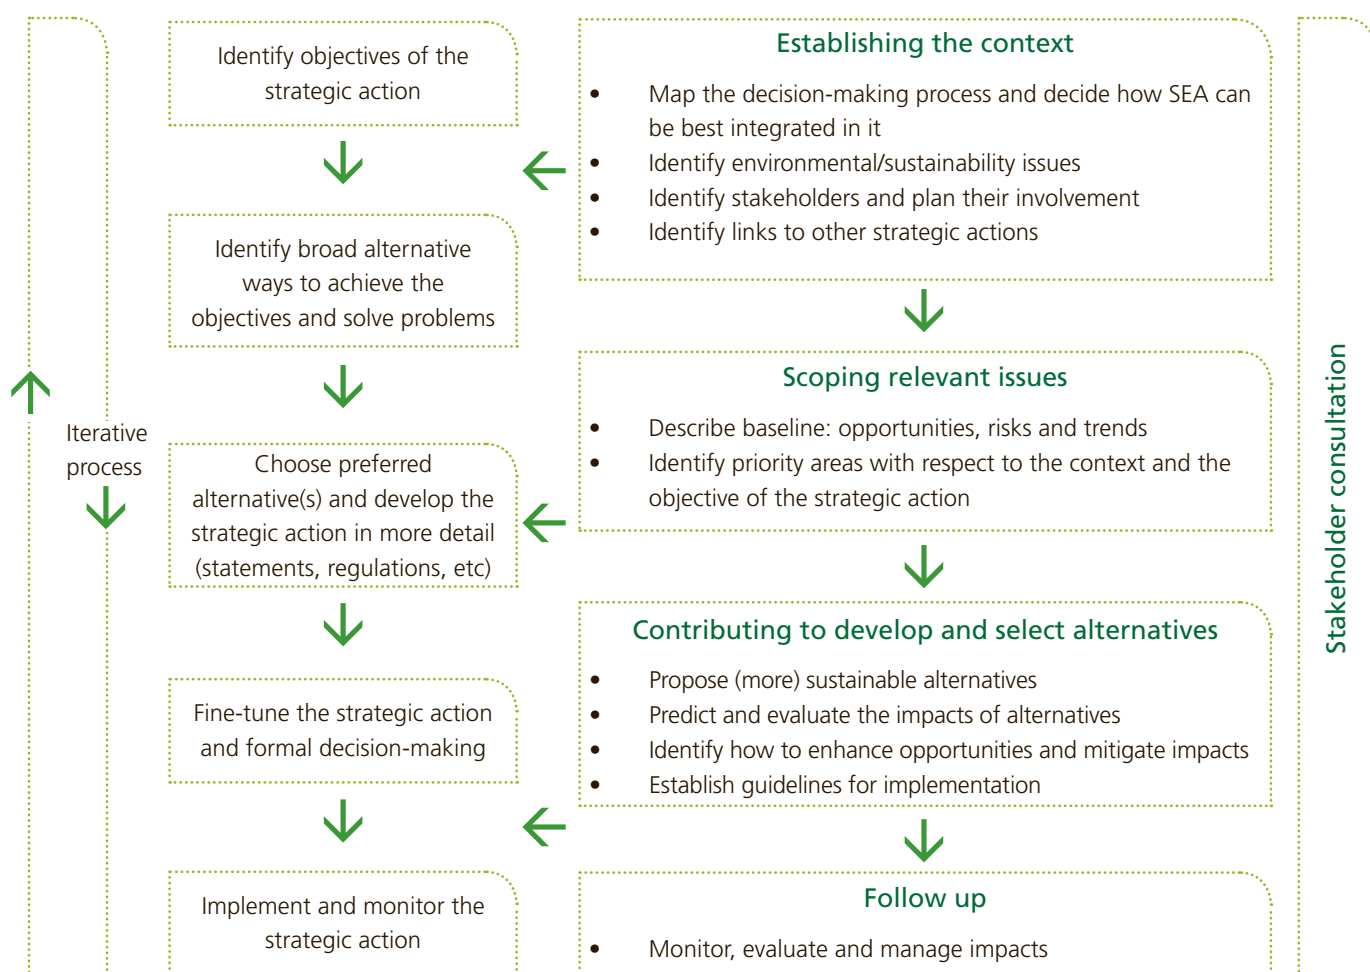 Identify objectives of the
strategic action
Identify broad alternative
ways to achieve the
objectives and solve problems
Iterative
process
Choose preferred
alternative(s) and develop the
strategic action in more detail
(statements, regulations, etc)
Fine-tune the strategic action
and formal decision-making
Implement and monitor the
strategic action
Establishing the context
• Map the decision-making process and decide how SEA can
be best integrated in it
• Identify environmental/sustainability issues
• Identify stakeholders and plan their involvement
• Identify links to other strategic actions
Scoping relevant issues
• Describe baseline: opportunities, risks and trends
• Identify priority areas with respect to the context and the
objective of the strategic action
Contributing to develop and select alternatives
• Propose (more) sustainable alternatives
• Predict and evaluate the impacts of alternatives
• Identify how to enhance opportunities and mitigate impacts
• Establish guidelines for implementation
Follow up
• Monitor, evaluate and manage impacts
Stakeholder consultation